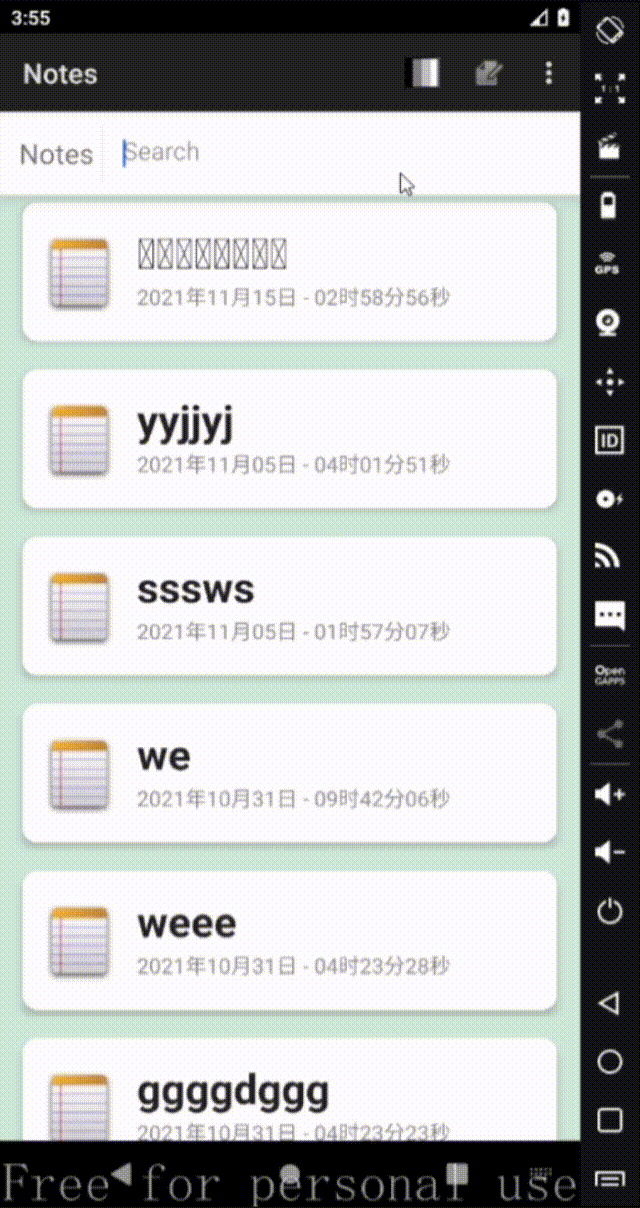 3:55
Notes
Notes
Search
2021年11月15日 - 02时58分56秒
yyjjyj
2021年11月05日 - 04时01分51秒
sssws
2021年11月05日 - 01时57分07秒
we
2021年10月31日 - 09时42分06秒
weee
2021年10月31日 - 04时23分28秒
ggggdggg
2021年10月31日 - 04时23分23秒
Free for personal use
1:1
GPS
ID
Open
GAPPS